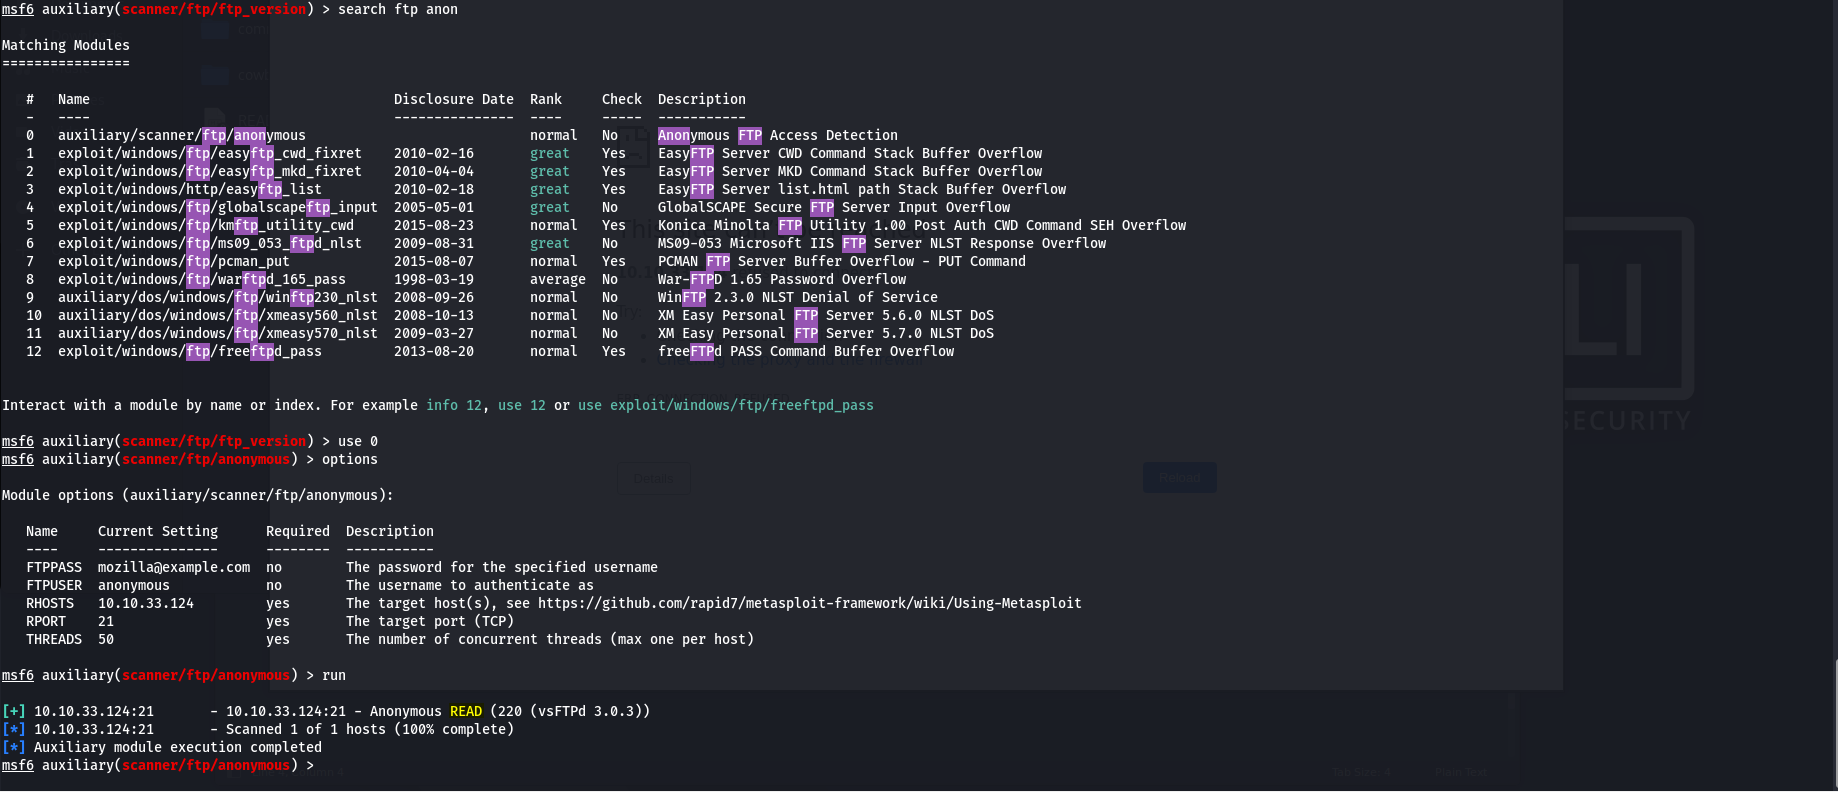 msf6 auxiliary(scanner/ftp/ftp_version) > search ftp anon
Matching Modules
================
#  Name  Disclosure Date  Rank  Check  Description
-  ----  ---------------  ----  -----  -----------
0  auxiliary/scanner/ftp/anonymous  normal  No  Anonymous FTP Access Detection
1  exploit/windows/ftp/easyftp_cwd_fixret  2010-02-16  great  Yes  EasyFTP Server CWD Command Stack Buffer Overflow
2  exploit/windows/ftp/easyftp_mkd_fixret  2010-04-04  great  Yes  EasyFTP Server MKD Command Stack Buffer Overflow
3  exploit/windows/http/easyftp_list  2010-02-18  great  Yes  EasyFTP Server list.html path Stack Buffer Overflow
4  exploit/windows/ftp/globalscapeftp_input  2005-05-01  great  No  GlobalSCAPE Secure FTP Server Input Overflow
5  exploit/windows/ftp/kmftp_utility_cwd  2015-08-23  normal  Yes  Konica Minolta FTP Utility 1.00 Post Auth CWD Command SEH Overflow
6  exploit/windows/ftp/ms09_053_ftpd_nlst  2009-08-31  great  No  MS09-053 Microsoft IIS FTP Server NLST Response Overflow
7  exploit/windows/ftp/pcman_put  2015-08-07  normal  Yes  PCMAN FTP Server Buffer Overflow - PUT Command
8  exploit/windows/ftp/warftpd_165_pass  1998-03-19  average  No  War-FTPD 1.65 Password Overflow
9  auxiliary/dos/windows/ftp/winftp230_nlst  2008-09-26  normal  No  WinFTP 2.3.0 NLST Denial of Service
10  auxiliary/dos/windows/ftp/xmeasy560_nlst  2008-10-13  normal  No  XM Easy Personal FTP Server 5.6.0 NLST DoS
11  auxiliary/dos/windows/ftp/xmeasy570_nlst  2009-03-27  normal  No  XM Easy Personal FTP Server 5.7.0 NLST DoS
12  exploit/windows/ftp/freeftpd_pass  2013-08-20  normal  Yes  freeFTPd PASS Command Buffer Overflow
Interact with a module by name or index. For example info 12, use 12 or use exploit/windows/ftp/freeftpd_pass
SECURITY
msf6 auxiliary(scanner/ftp/ftp_version) > use 0
msf6 auxiliary(scanner/ftp/anonymous) > options
Details
Reload
Module options (auxiliary/scanner/ftp/anonymous):
Name  Current Setting  Required  Description
----  ---------------  --------  -----------
FTPPASS  mozilla@example.com  no  The password for the specified username
FTPUSER  anonymous  no  The username to authenticate as
RHOSTS  10.10.33.124  yes  The target host(s), see https://github.com/rapid7/metasploit-framework/wiki/Using-Metasploit
RPORT  21  yes  The target port (TCP)
THREADS  50  yes  The number of concurrent threads (max one per host)
msf6 auxiliary(scanner/ftp/anonymous) > run
[+] 10.10.33.124:21  - 10.10.33.124:21 - Anonymous READ (220 (vsFTPd 3.0.3))
[*] 10.10.33.124:21  - Scanned 1 of 1 hosts (100% complete)
[*] Auxiliary module execution completed
msf6 auxiliary(scanner/ftp/anonymous) >
Tab Size: 4  Plain Text